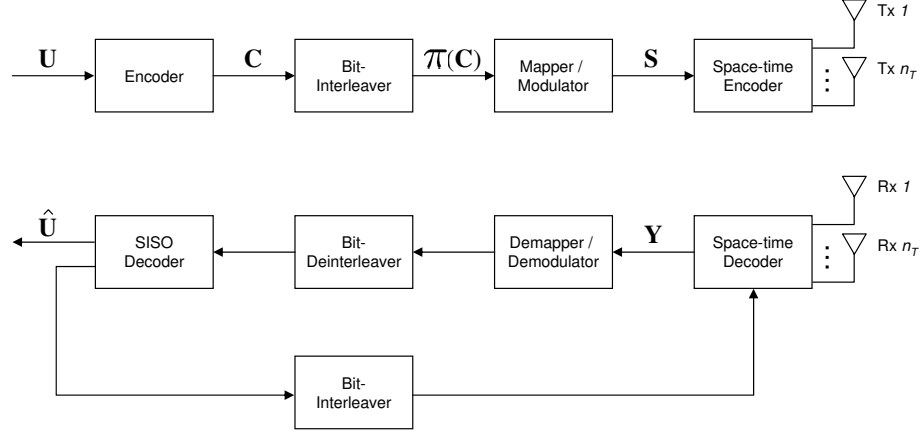 U
Encoder
C
Bit-
Interleaver
π(C)
Mapper /
Modulator
S
Space-time
Encoder
Tx 1
⋮
Tx n_T
Û
SISO
Decoder
Bit-
Deinterleaver
Demapper /
Demodulator
Y
Space-time
Decoder
Rx 1
⋮
Rx n_T
Bit-
Interleaver